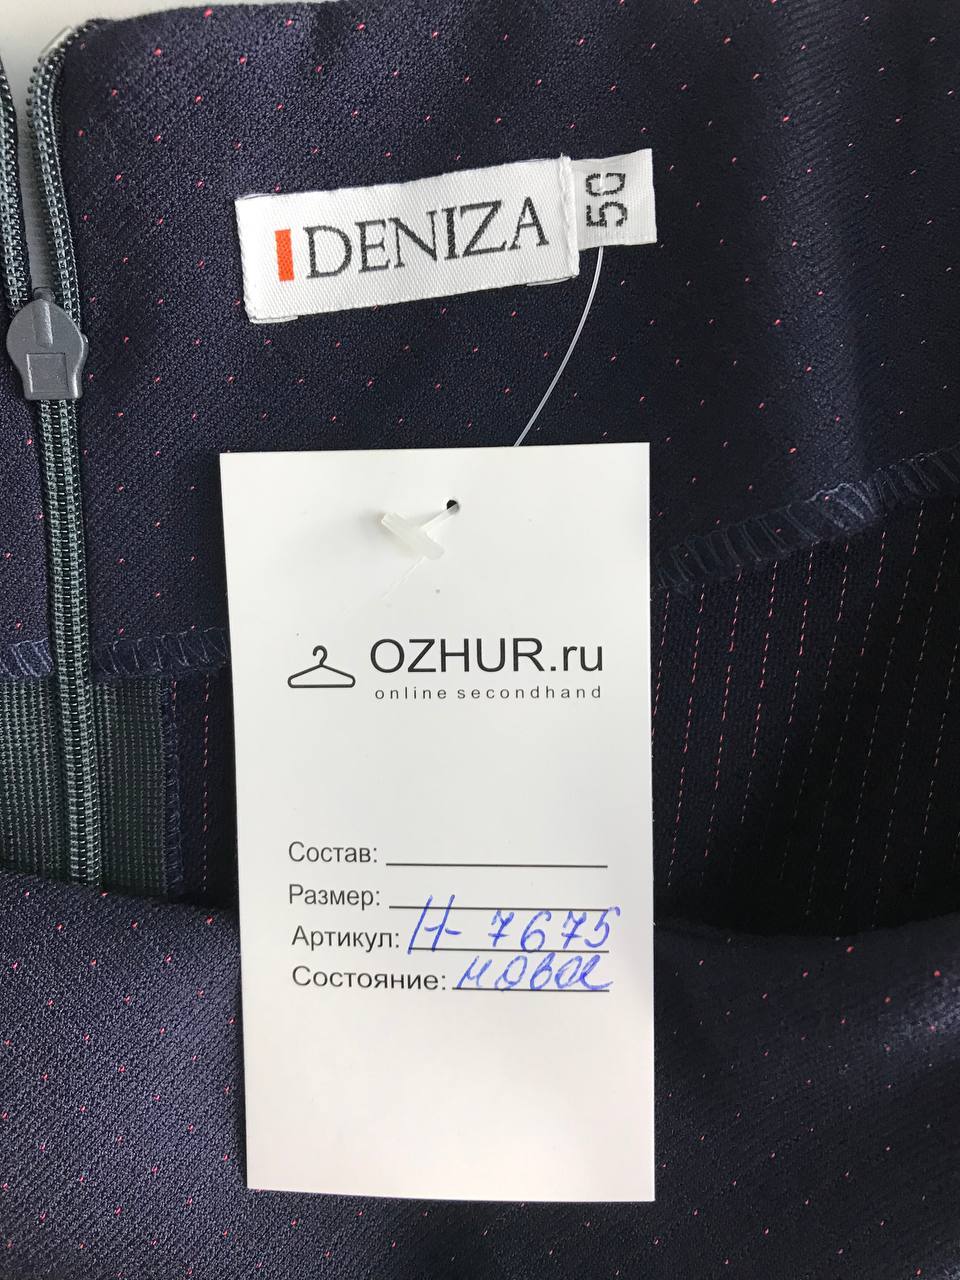 DENIZA
50
OZHUR.ru
online secondhand
Состав:
Размер:
Артикул: Н-7675
Состояние: новое